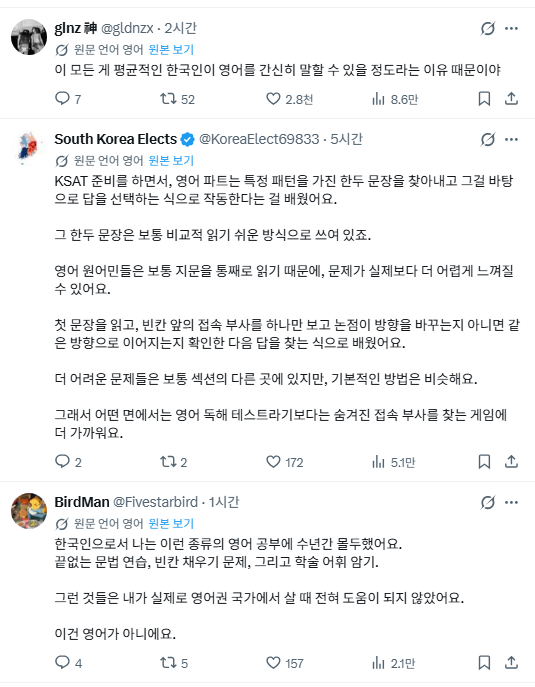 glnz 神 @gldnzx · 2시간
원문 언어 영어 원본 보기
이 모든 게 평균적인 한국인이 영어를 간신히 말할 수 있을 정도라는 이유 때문이야
7 52 2.8천 8.6만
South Korea Elects @KoreaElect69833 · 5시간
원문 언어 영어 원본 보기
KSAT 준비를 하면서, 영어 파트는 특정 패턴을 가진 한두 문장을 찾아내고 그걸 바탕
으로 답을 선택하는 식으로 작동한다는 걸 배웠어요.
그 한두 문장은 보통 비교적 읽기 쉬운 방식으로 쓰여 있죠.
영어 원어민들은 보통 지문을 통째로 읽기 때문에, 문제가 실제보다 더 어렵게 느껴질
수 있어요.
첫 문장을 읽고, 빈칸 앞의 접속 부사를 하나만 보고 논점이 방향을 바꾸는지 아니면 같
은 방향으로 이어지는지 확인한 다음 답을 찾는 식으로 배웠어요.
더 어려운 문제들은 보통 섹션의 다른 곳에 있지만, 기본적인 방법은 비슷해요.
그래서 어떤 면에서는 영어 독해 테스트라기보다는 숨겨진 접속 부사를 찾는 게임에
더 가까워요.
2 2 172 5.1만
BirdMan @Fivestarbird · 1시간
원문 언어 영어 원본 보기
한국인으로서 나는 이런 종류의 영어 공부에 수년간 몰두했어요.
끝없는 문법 연습, 빈칸 채우기 문제, 그리고 학술 어휘 암기.
그런 것들은 내가 실제로 영어권 국가에서 살 때 전혀 도움이 되지 않았어요.
이건 영어가 아니에요.
4 5 157 2.1만